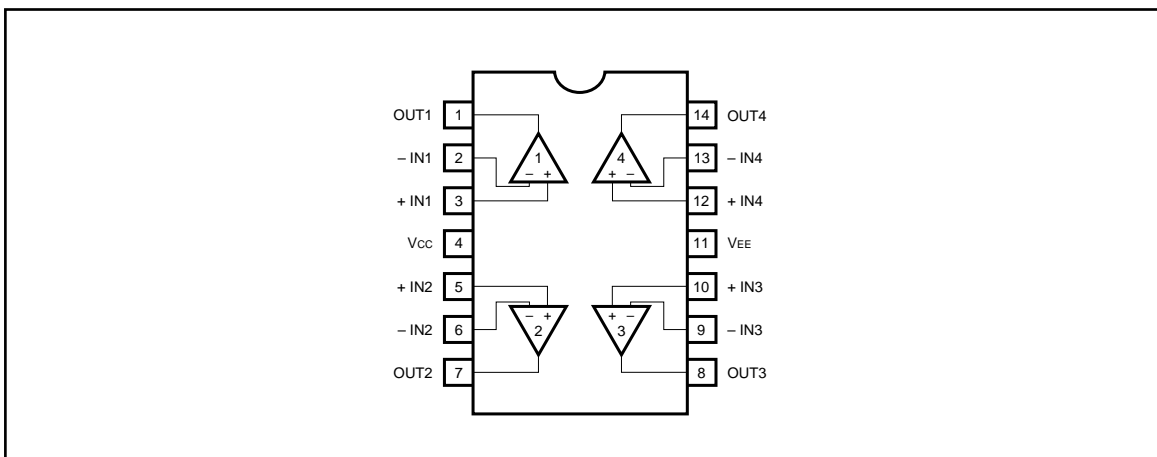 OUT1 1 14 OUT4
– IN1 2 1 4 13 – IN4
– + + –
+ IN1 3 12 + IN4
VCC 4 11 VEE
+ IN2 5 10 + IN3
– + + –
– IN2 6 2 3 9 – IN3
OUT2 7 8 OUT3